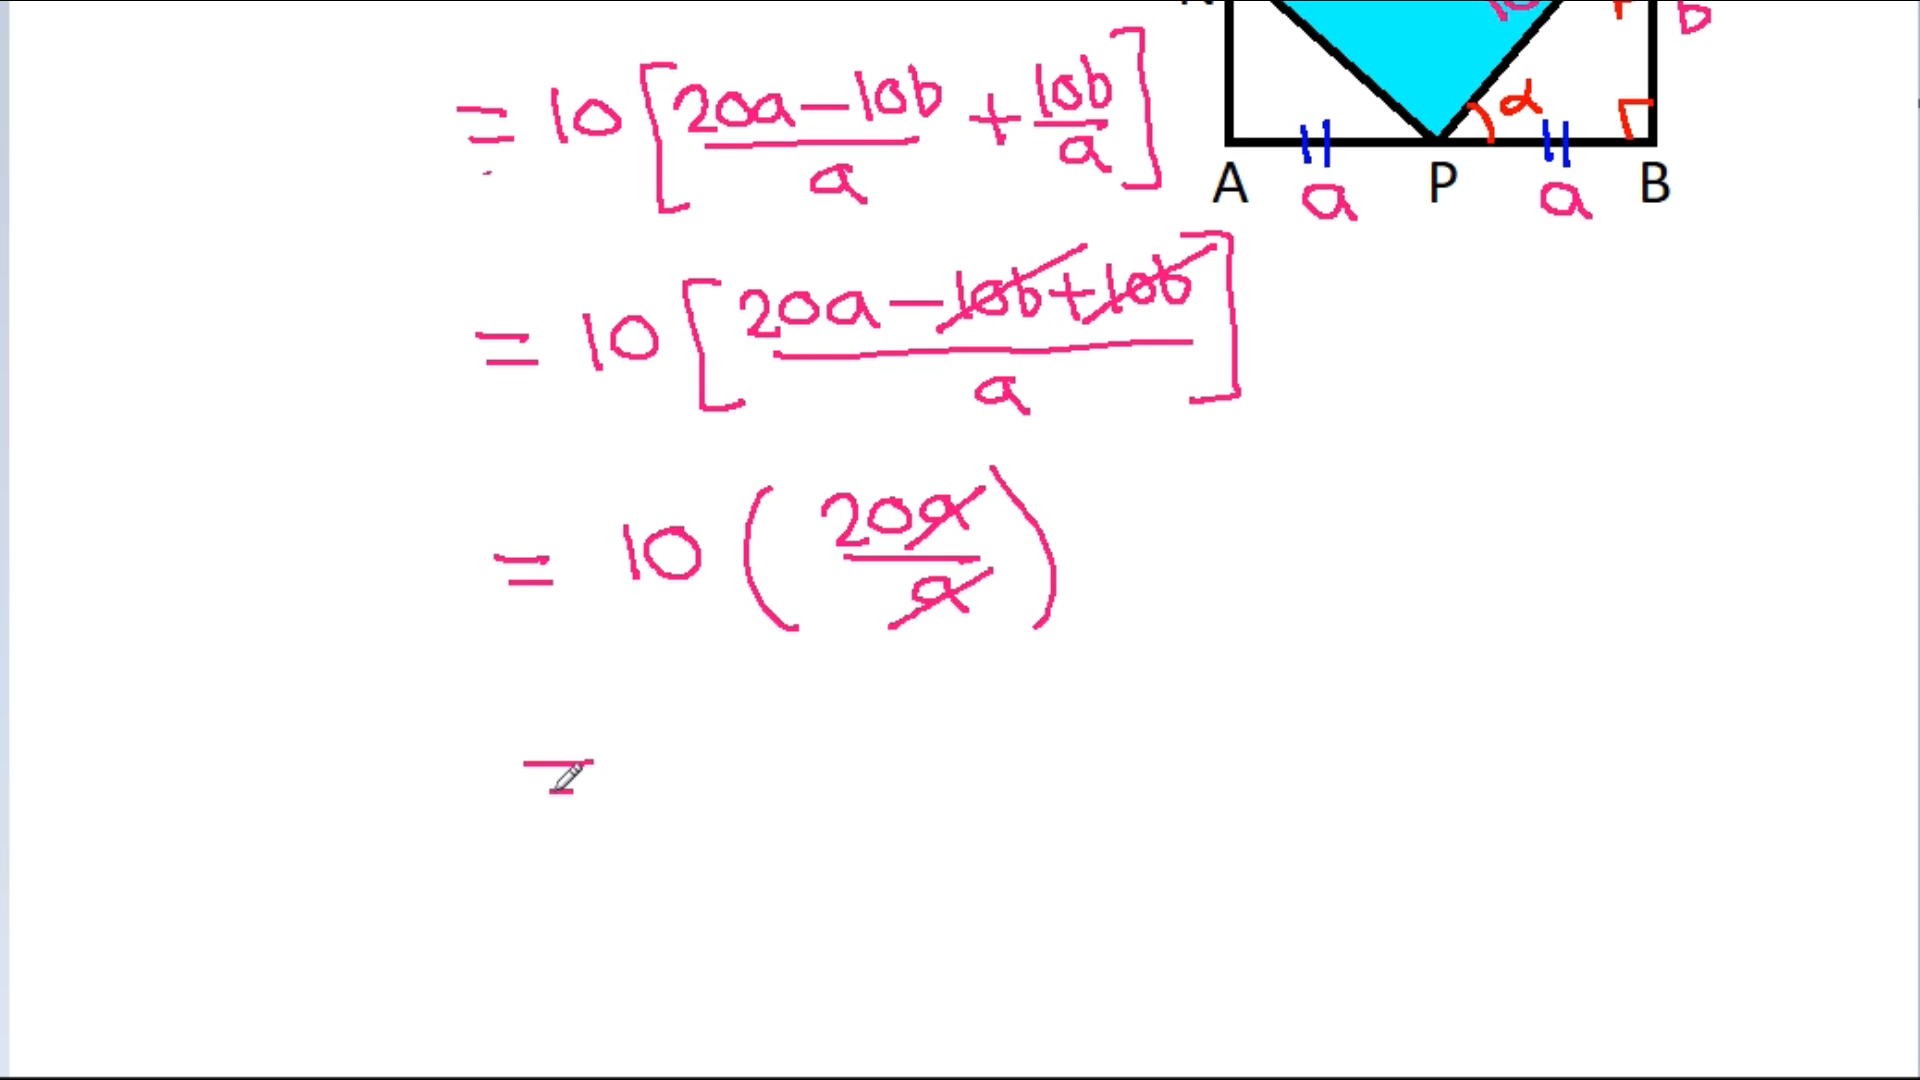 = 10 [ (20a - 10b)/a + 10b/a ]
b
α
A P B
a a
= 10 [ (20a - 10b + 10b)/a ]
= 10 ( 20a/a )
=